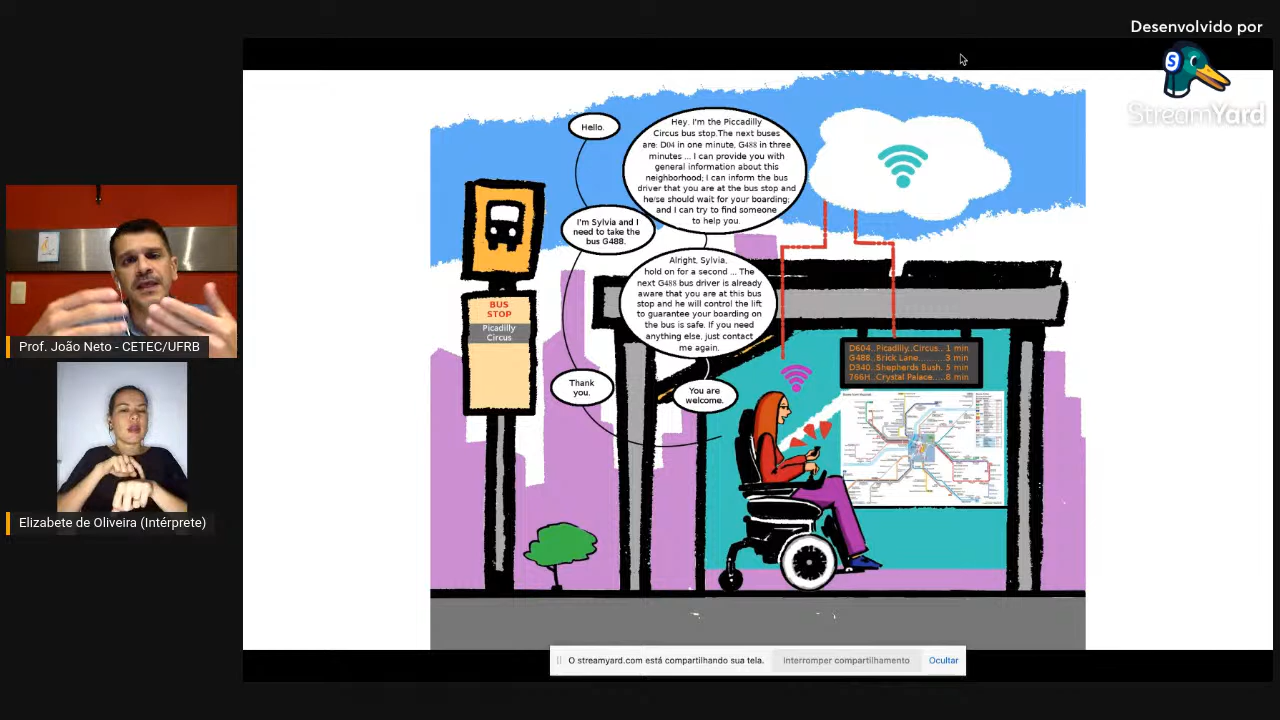 Desenvolvido por
StreamYard
Hello.
Hey, I'm the Piccadilly
Circus bus stop.The next buses
are: D04 in one minute, G488 in three
minutes ... I can provide you with
general information about this
neighborhood; I can inform the bus
driver that you are at the bus stop and
he/se should wait for your boarding;
and I can try to find someone
to help you.
I'm Sylvia and I
need to take the
bus G488.
Alright, Sylvia,
hold on for a second ... The
next G488 bus driver is already
aware that you are at this bus
stop and he will control the lift
to guarantee your boarding on
the bus is safe. If you need
anything else, just contact
me again.
Thank
you.
You are
welcome.
BUS
STOP
Picadilly
Circus
D604..Picadilly..Circus.. 1 min
G488..Brick Lane..........3 min
D340..Shepherds Bush. 5 min
766H..Crystal Palace.....8 min
Prof. João Neto - CETEC/UFRB
Elizabete de Oliveira (Intérprete)
O streamyard.com está compartilhando sua tela.
Interromper compartilhamento
Ocultar